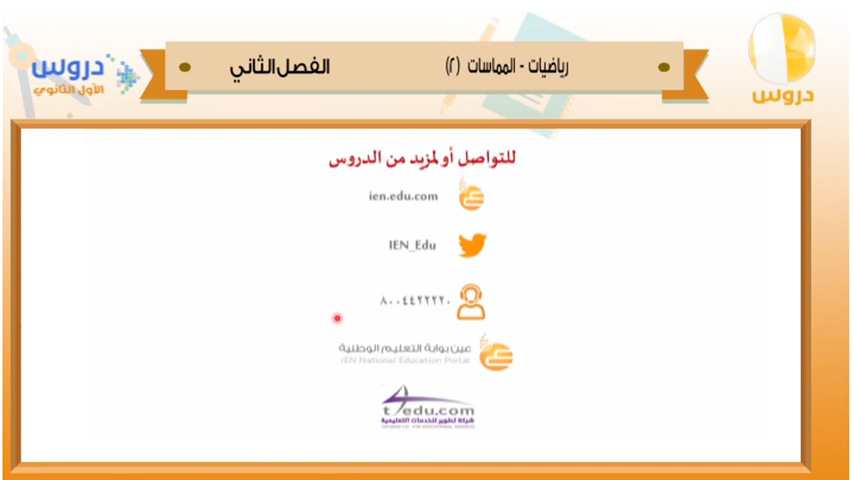 دروس
الأول الثانوي
الفصل الثاني
رياضيات - المماسات (٢)
دروس
للتواصل أو لمزيد من الدروس
ien.edu.com
IEN_Edu
٨٠٠٤٤٢٢٢٢٠
عين بوابة التعليم الوطنية
iEN National Education Portal
t4edu.com
شركة تطوير للخدمات التعليمية